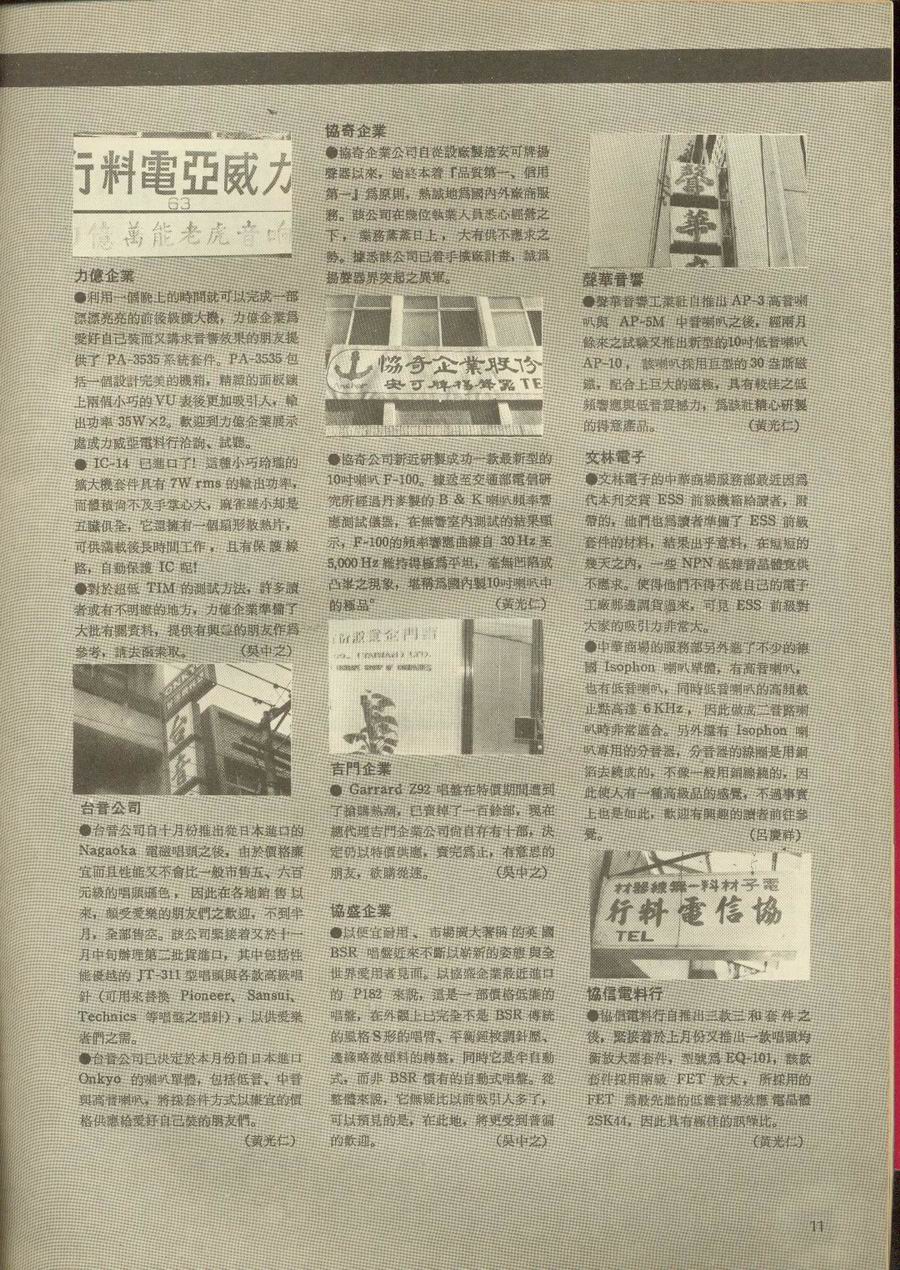 行料電亞威力
63
億萬能老虎音响
力億企業
●利用一個晚上的時間就可以完成一部
漂漂亮亮的前後級擴大機，力億企業爲
愛好自己裝而又講求音響效果的朋友提
供了 PA-3535 系統套件。PA-3535 包
括一個設計完美的機箱，精緻的面板鑲
上兩個小巧的 VU 表後更加吸引人，輸
出功率 35W×2。歡迎到力億企業展示
處或力威亞電料行洽詢、試聽。
● IC-14 已進口了! 這種小巧玲瓏的
擴大機套件具有 7W rms 的輸出功率，
而體積尚不及手掌心大，麻雀雖小却是
五臟俱全，它還擁有一個扇形散熱片，
可供滿載後長時間工作，且有保護線
路，自動保護 IC 呢!
●對於超低 TIM 的測試方法，許多讀
者或有不明瞭的地方，力億企業準備了
大批有關資料，提供有興趣的朋友作爲
參考，請去函索取。（吳中之）
ONKYO
台音
台音公司
●台音公司自十月份推出從日本進口的
Nagaoka 電磁唱頭之後，由於價格廉
宜而且性能又不會比一般市售五、六百
元級的唱頭遜色，因此在各地銷售以
來，頗受愛樂的朋友們之歡迎，不到半
月，全部售空。該公司緊接着又於十一
月中旬辦理第二批貨進口，其中包括性
能優越的 JT-311 型唱頭與各款高級唱
針（可用來替換 Pioneer、Sansui、
Technics 等唱盤之唱針），以供愛樂
者們之需。
●台音公司已決定於本月份自日本進口
Onkyo 的喇叭單體，包括低音、中音
與高音喇叭，將採套件方式以廉宜的價
格供應給愛好自己裝的朋友們。
（黃光仁）
協奇企業
●協奇企業公司自從設廠製造安可牌揚
聲器以來，始終本着『品質第一、信用
第一』爲原則，熱誠地爲國內外廠商服
務。該公司在幾位執業人員悉心經營之
下，業務蒸蒸日上，大有供不應求之
勢。據悉該公司已着手擴廠計畫，誠爲
揚聲器界突起之異軍。
協奇企業股份
安可牌揚聲器 TE
●協奇公司新近研製成功一款最新型的
10吋喇叭 F-100。據送至交通部電信研
究所經過丹麥製的 B & K 喇叭頻率響
應測試儀器，在無響室內測試的結果顯
示，F-100的頻率響應曲線自 30 Hz 至
5,000 Hz 維持得極爲平坦，毫無凹陷或
凸峯之現象，堪稱爲國內製10吋喇叭中
的極品。（黃光仁）
份股業企門吉
吉門企業
● Garrard Z92 唱盤在特價期間遭到
了搶購熱潮，已賣掉了一百餘部，現在
總代理吉門企業公司尙自存有十部，決
定仍以特價供應，賣完爲止，有意思的
朋友，欲購從速。（吳中之）
協盛企業
●以便宜耐用、市場廣大著稱的英國
BSR 唱盤近來不斷以嶄新的姿態與全
世界愛用者見面。以協盛企業最近進口
的 P182 來說，這是一部價格低廉的
唱盤，在外觀上已完全不是 BSR 傳統
的風格 S 形的唱臂、平衡錘校調針壓、
邊緣略微傾斜的轉盤，同時它是半自動
式，而非 BSR 慣有的自動式唱盤。從
整體來說，它無疑比以前吸引人多了，
可以預見的是，在此地，將更受到普徧
的歡迎。（吳中之）
聲華音
聲華音響
●聲華音響工業社自推出 AP-3 高音喇
叭與 AP-5M 中音喇叭之後，經兩月
餘來之試驗又推出新型的10吋低音喇叭
AP-10，該喇叭採用巨型的 30 盎斯磁
鐵，配合上巨大的磁極，具有較佳之低
頻響應與低音震撼力，爲該社精心研製
的得意產品。（黃光仁）
文林電子
●文林電子的中華商場服務部最近因爲
代本刊交貨 ESS 前級機箱給讀者，附
帶的，他們也爲讀者準備了 ESS 前級
套件的材料，結果出乎意料，在短短的
幾天之內，一些 NPN 低雜音晶體竟供
不應求。使得他們不得不從自己的電子
工廠那邊調貨過來，可見 ESS 前級對
大家的吸引力非常大。
●中華商場的服務部另外進了不少的德
國 Isophon 喇叭單體，有高音喇叭，
也有低音喇叭，同時低音喇叭的高頻截
止點高達 6 KHz，因此做成二音路喇
叭時非常適合。另外還有 Isophon 喇
叭專用的分音器，分音器的線圈是用銅
箔去繞成的，不像一般用銅線繞的，因
此使人有一種高級品的感覺，不過事實
上也是如此，歡迎有興趣的讀者前往參
觀。（呂慶祥）
材器線無一料材子電
行料電信協
TEL
協信電料行
●協信電料行自推出三款三和套件之
後，緊接着於上月份又推出一款唱頭均
衡放大器套件，型號爲 EQ-101，該款
套件採用兩級 FET 放大，所採用的
FET 爲最先進的低雜音場效應電晶體
2SK44，因此具有極佳的訊噪比。
（黃光仁）
11